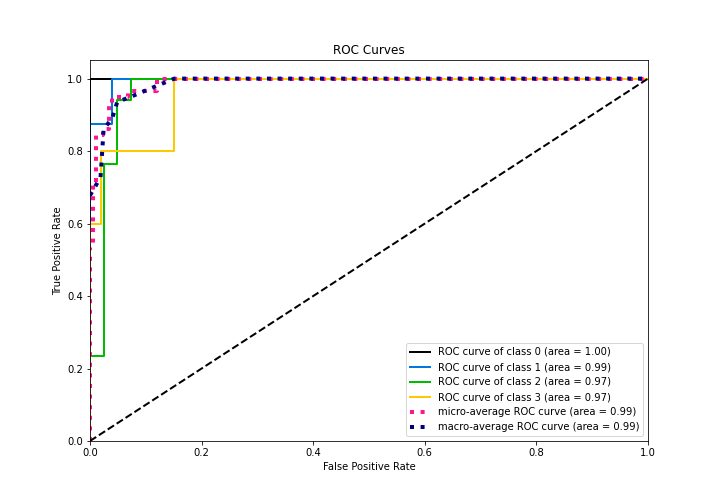 ROC Curves
True Positive Rate
1.0
0.8
0.6
0.4
0.2
0.0
ROC curve of class 0 (area = 1.00)
ROC curve of class 1 (area = 0.99)
ROC curve of class 2 (area = 0.97)
ROC curve of class 3 (area = 0.97)
micro-average ROC curve (area = 0.99)
macro-average ROC curve (area = 0.99)
0.0 0.2 0.4 0.6 0.8 1.0
False Positive Rate